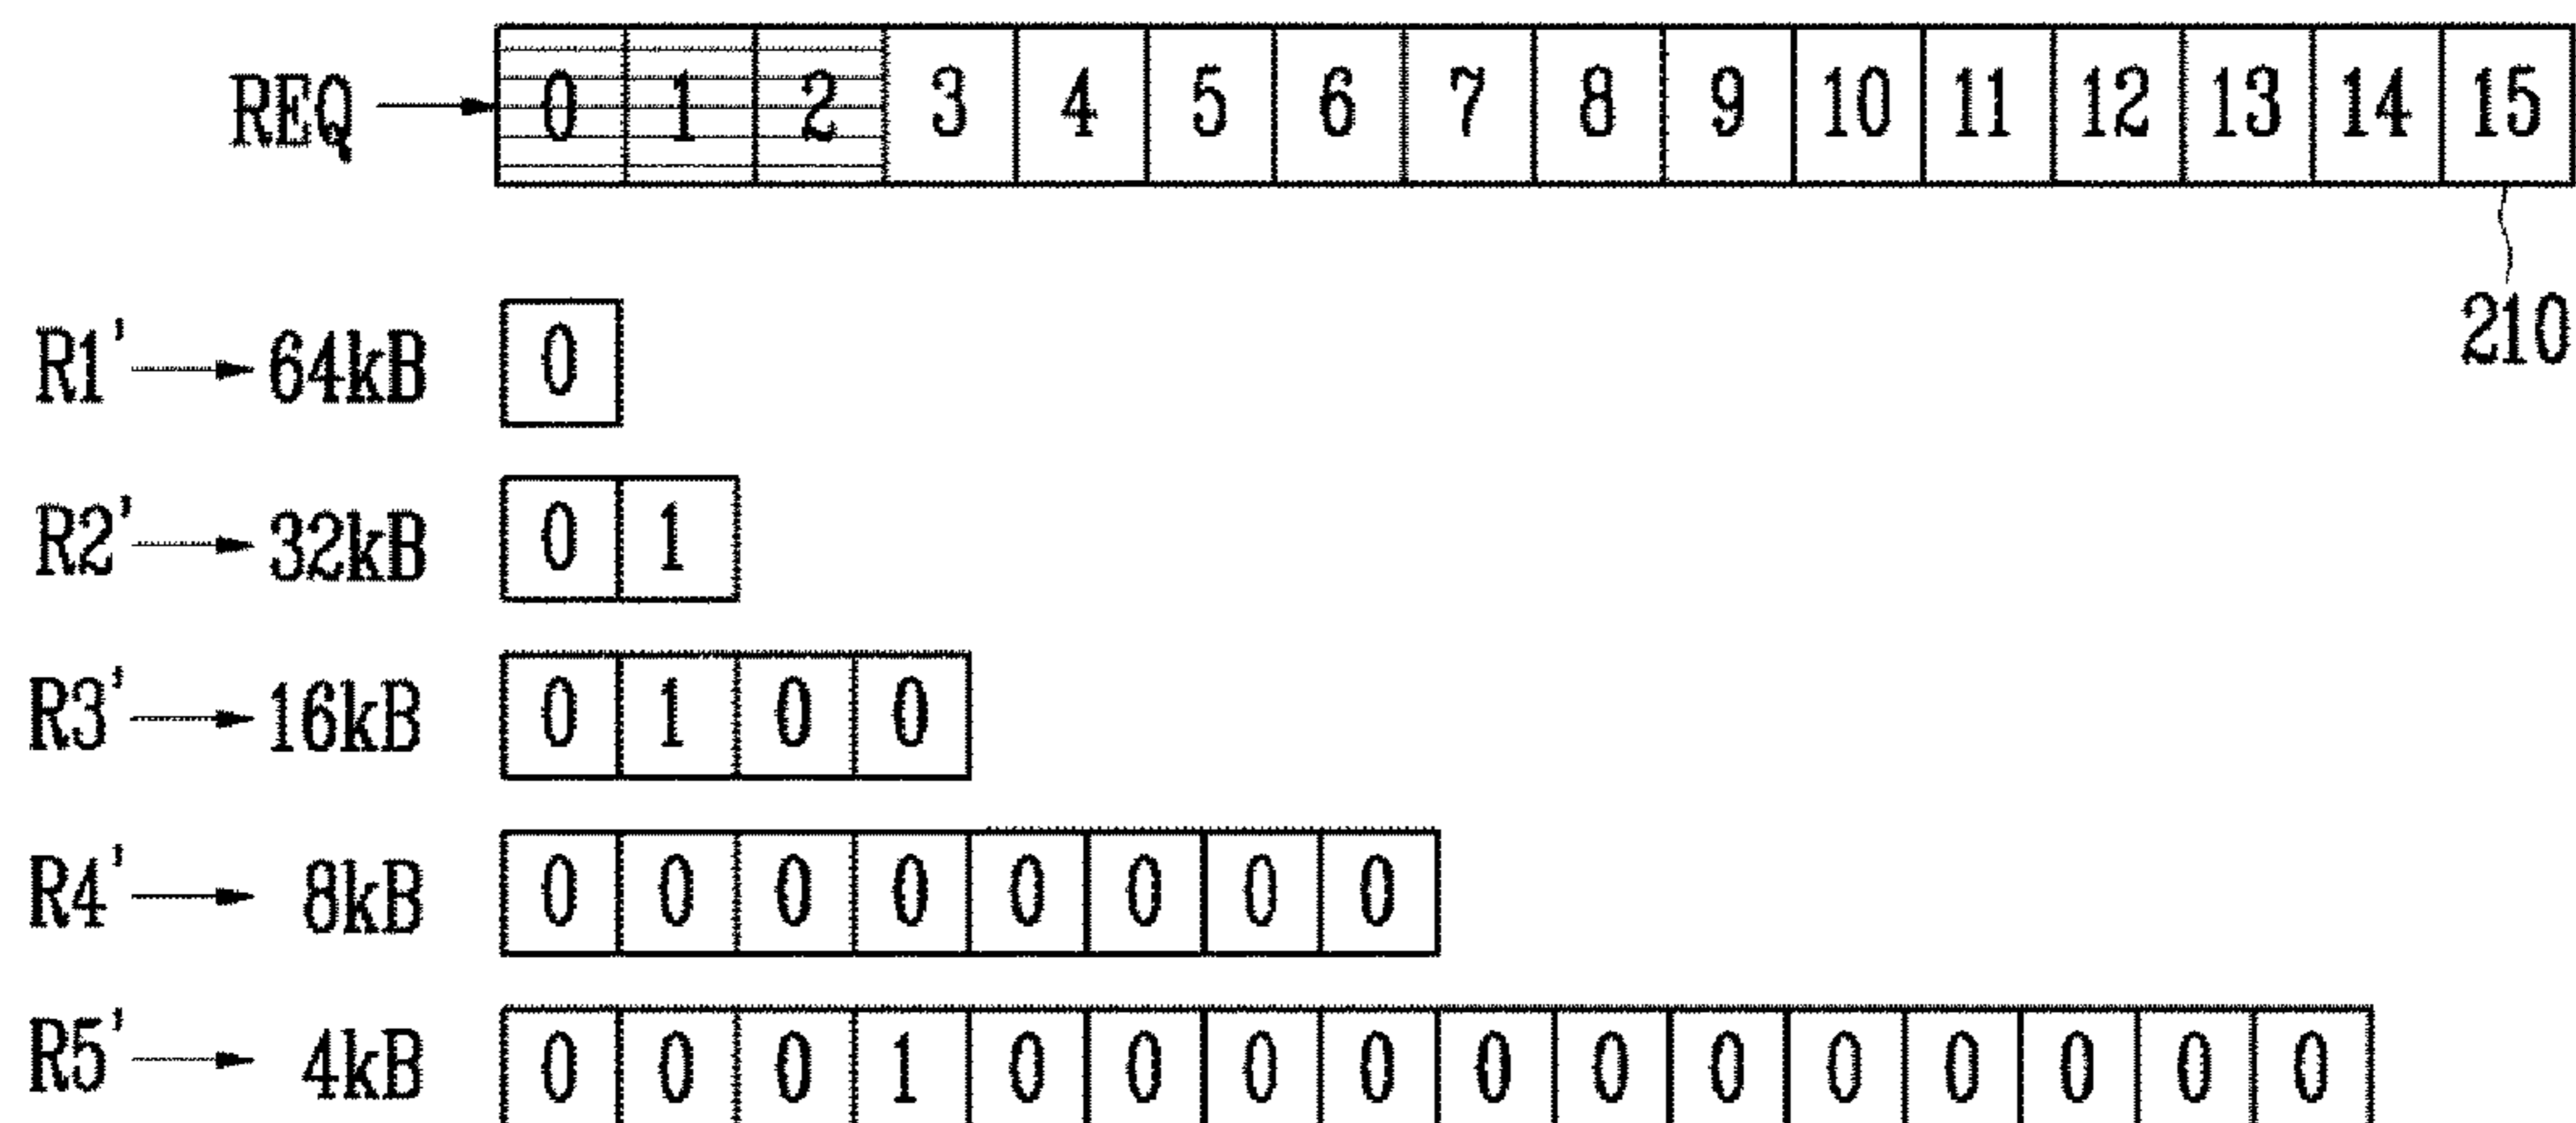 REQ 0 1 2 3 4 5 6 7 8 9 10 11 12 13 14 15
210
R1' 64kB 0
R2' 32kB 0 1
R3' 16kB 0 1 0 0
R4' 8kB 0 0 0 0 0 0 0 0
R5' 4kB 0 0 0 1 0 0 0 0 0 0 0 0 0 0 0 0